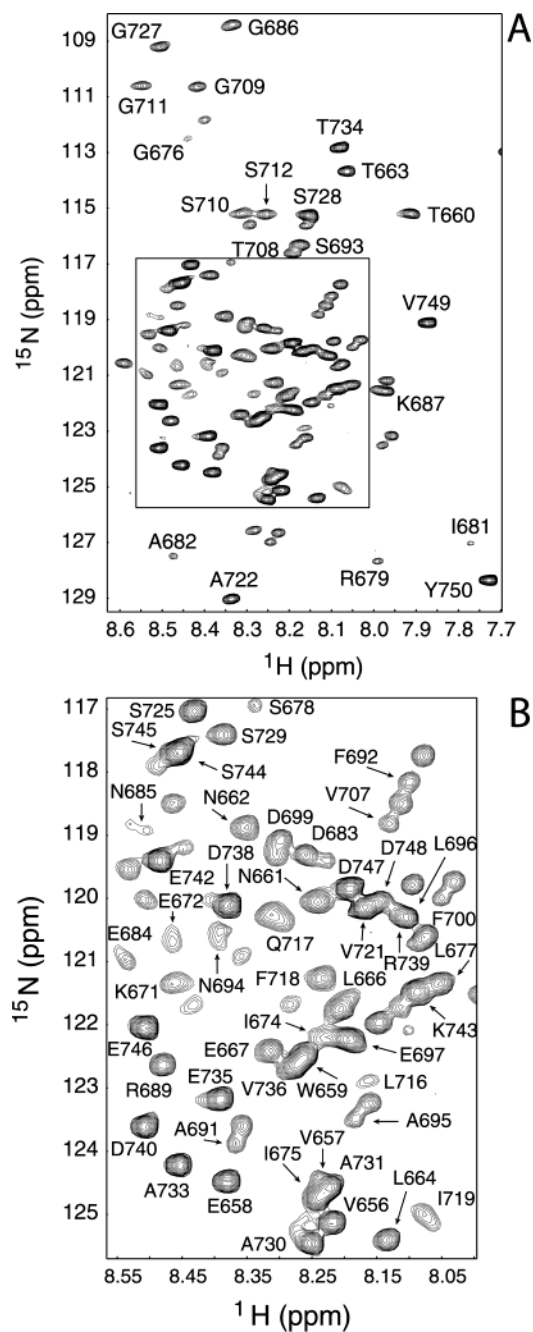 A
109
G727
G686
111
G711
G709
G676
T734
113
T663
S712
S710
S728
115
T660
T708
S693
117
V749
119
15N (ppm)
121
K687
123
125
127
A682
R679
I681
A722
Y750
129
8.6 8.5 8.4 8.3 8.2 8.1 8.0 7.9 7.8 7.7
1H (ppm)
B
117
S725
S678
S745
S729
S744
118
F692
N685
N662
V707
D699
D683
119
D748
L696
E742
D738
D747
N661
120
E672
F700
E684
Q717
V721
R739
L677
121
N694
K671
F718
L666
15N (ppm)
I674
K743
122
E746
E667
E697
R689
E735
V736
W659
L716
123
A691
A695
D740
V657
I675
A731
124
A733
L664
E658
V656
I719
125
A730
8.55 8.45 8.35 8.25 8.15 8.05
1H (ppm)